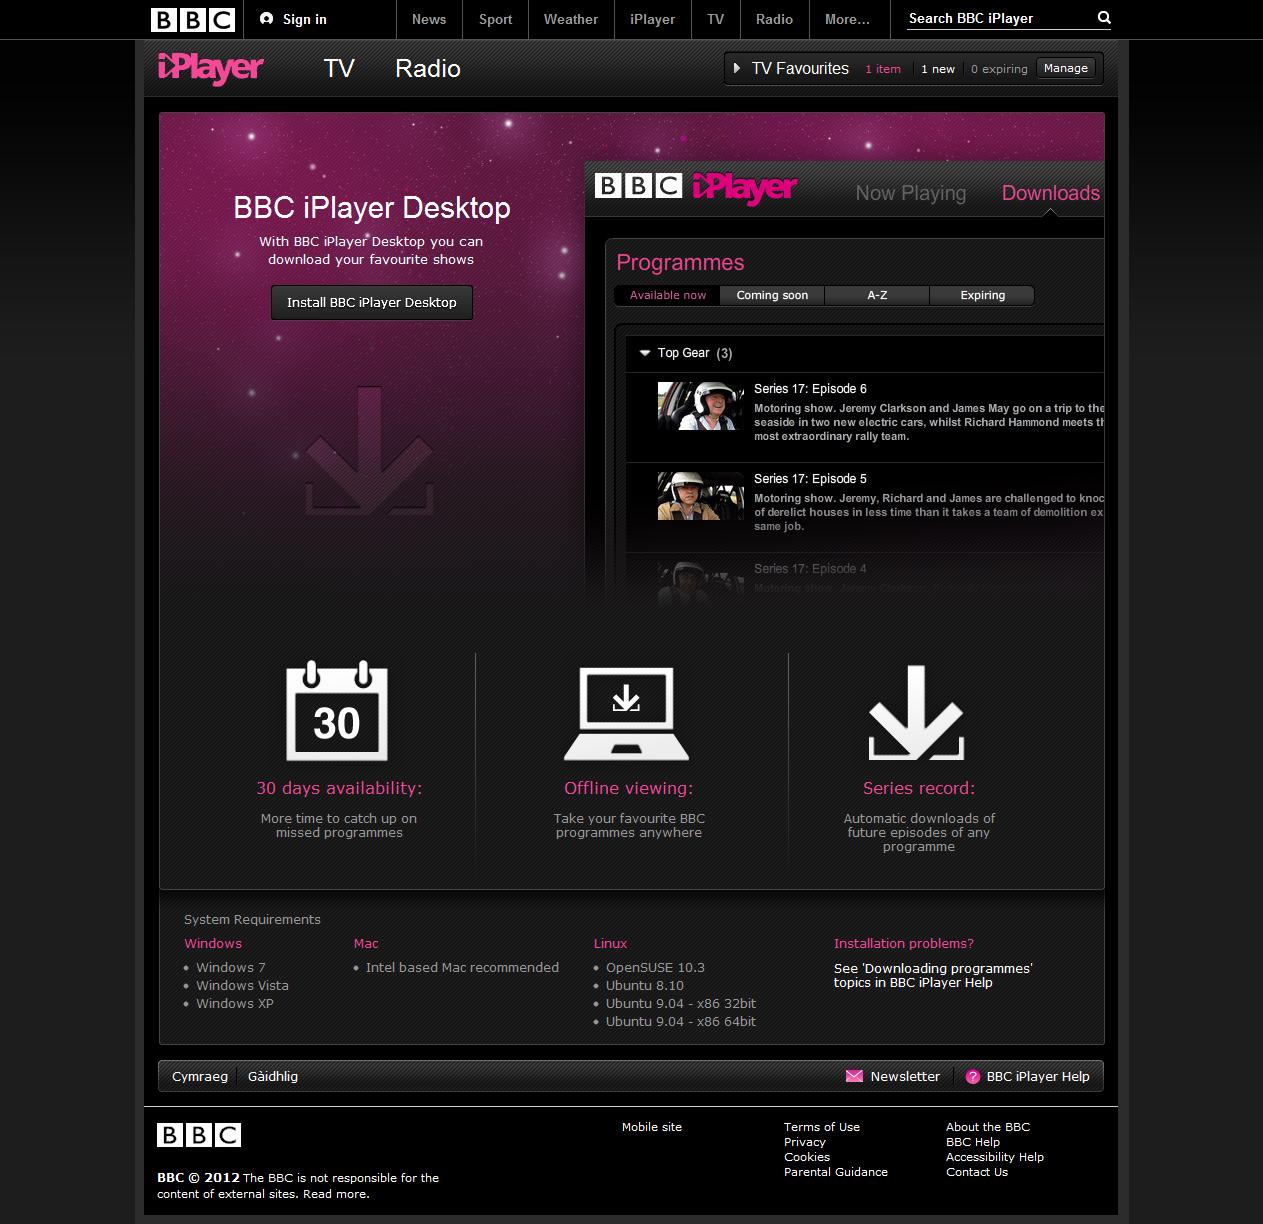 BBC
Sign in
News
Sport
Weather
iPlayer
TV
Radio
More...
Search BBC iPlayer
iPlayer
TV
Radio
TV Favourites
1 item
1 new
0 expiring
Manage
BBC iPlayer Desktop
With BBC iPlayer Desktop you can
download your favourite shows
Install BBC iPlayer Desktop
BBC iPlayer
Now Playing
Downloads
Programmes
Available now
Coming soon
A-Z
Expiring
Top Gear (3)
Series 17: Episode 6
Motoring show. Jeremy Clarkson and James May go on a trip to the
seaside in two new electric cars, whilst Richard Hammond meets
most extraordinary rally team.
Series 17: Episode 5
Motoring show. Jeremy, Richard and James are challenged to
of derelict houses in less time than it takes a team of demolition
same job.
Series 17: Episode 4
Motoring show. Jeremy Clarkson,
30
30 days availability:
More time to catch up on
missed programmes
Offline viewing:
Take your favourite BBC
programmes anywhere
Series record:
Automatic downloads of
future episodes of any
programme
System Requirements
Windows
Windows 7
Windows Vista
Windows XP
Mac
Intel based Mac recommended
Linux
OpenSUSE 10.3
Ubuntu 8.10
Ubuntu 9.04 - x86 32bit
Ubuntu 9.04 - x86 64bit
Installation problems?
See 'Downloading programmes'
topics in BBC iPlayer Help
Cymraeg
Gàidhlig
Newsletter
? BBC iPlayer Help
BBC
BBC © 2012 The BBC is not responsible for the
content of external sites. Read more.
Mobile site
Terms of Use
Privacy
Cookies
Parental Guidance
About the BBC
BBC Help
Accessibility Help
Contact Us